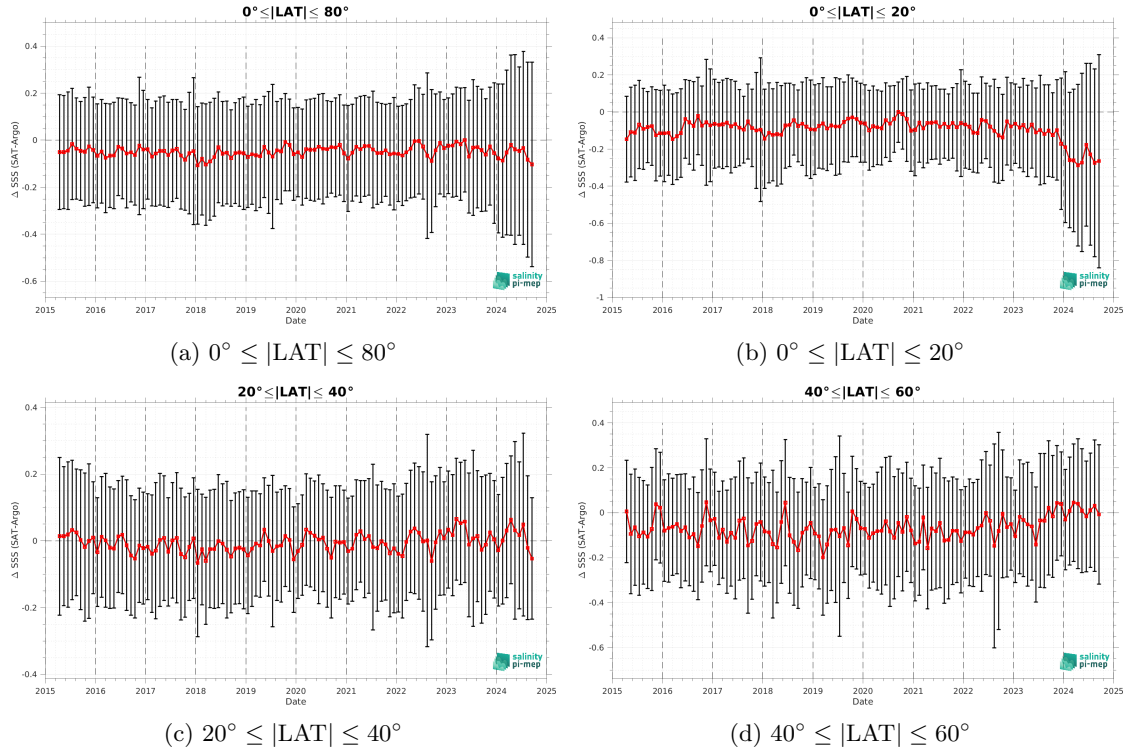 0°≤|LAT|≤ 80°
Δ SSS (SAT-Argo)
0.4
0.2
0
-0.2
-0.4
-0.6
2015 2016 2017 2018 2019 2020 2021 2022 2023 2024 2025
Date
salinity
pi-mep
(a) 0° ≤ |LAT| ≤ 80°
0°≤|LAT|≤ 20°
Δ SSS (SAT-Argo)
0.4
0.2
0
-0.2
-0.4
-0.6
-0.8
-1
2015 2016 2017 2018 2019 2020 2021 2022 2023 2024 2025
Date
salinity
pi-mep
(b) 0° ≤ |LAT| ≤ 20°
20°≤|LAT|≤ 40°
Δ SSS (SAT-Argo)
0.4
0.2
0
-0.2
-0.4
2015 2016 2017 2018 2019 2020 2021 2022 2023 2024 2025
Date
salinity
pi-mep
(c) 20° ≤ |LAT| ≤ 40°
40°≤|LAT|≤ 60°
Δ SSS (SAT-Argo)
0.4
0.2
0
-0.2
-0.4
-0.6
2015 2016 2017 2018 2019 2020 2021 2022 2023 2024 2025
Date
salinity
pi-mep
(d) 40° ≤ |LAT| ≤ 60°